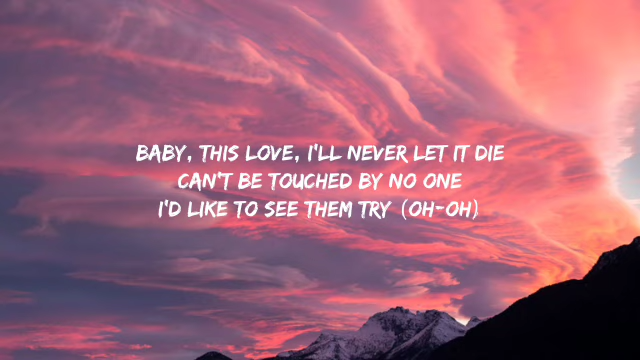 BABY, THIS LOVE, I'LL NEVER LET IT DIE
CAN'T BE TOUCHED BY NO ONE
I'D LIKE TO SEE THEM TRY (OH-OH)